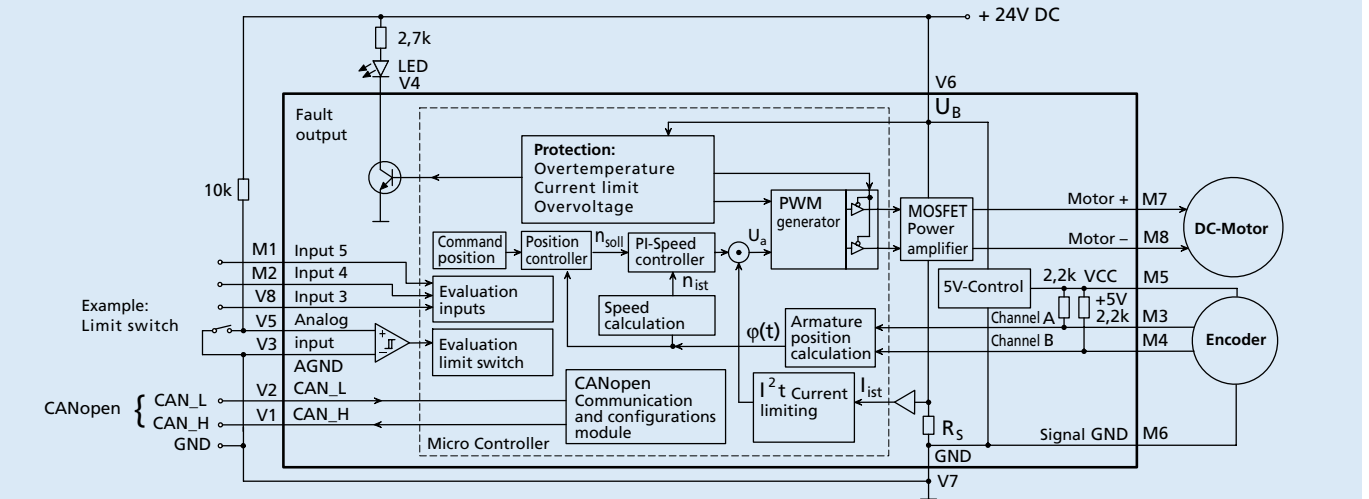 + 24V DC
2,7k
LED
V4
V6
Fault
output
U_B
Protection:
Overtemperature
Current limit
Overvoltage
10k
PWM
generator
MOSFET
Power
amplifier
Motor + M7
Motor – M8
DC-Motor
Command
position
Position
controller
n_soll
PI-Speed
controller
U_a
n_ist
M1 Input 5
M2 Input 4
V8 Input 3
Evaluation
inputs
Speed
calculation
5V-Control
2,2k VCC M5
+5V
2,2k
Example:
Limit switch
V5 Analog
V3 input
AGND
Evaluation
limit switch
φ(t)
Armature
position
calculation
Channel A M3
Channel B M4
Encoder
CANopen { CAN_L V2 CAN_L
CAN_H V1 CAN_H
GND
CANopen
Communication
and configurations
module
I²t Current
limiting
I_ist
R_S
Micro Controller
Signal GND M6
GND
V7